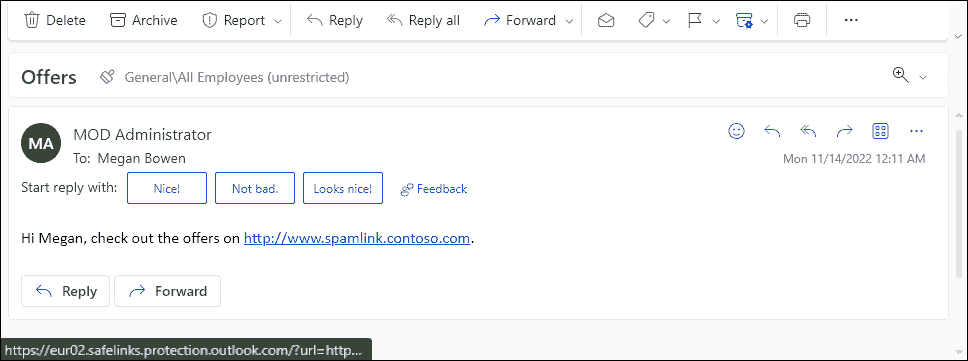 Delete Archive Report Reply Reply all Forward ...
Offers General\All Employees (unrestricted)
MA MOD Administrator
To: Megan Bowen
Mon 11/14/2022 12:11 AM
Start reply with: Nice! Not bad. Looks nice! Feedback
Hi Megan, check out the offers on http://www.spamlink.contoso.com.
Reply Forward
https://eur02.safelinks.protection.outlook.com/?url=http...